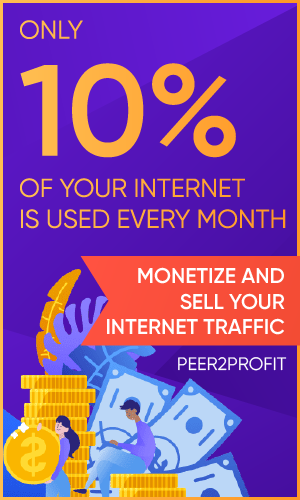 ONLY
10%
OF YOUR INTERNET
IS USED EVERY MONTH
MONETIZE AND
SELL YOUR
INTERNET TRAFFIC
PEER2PROFIT